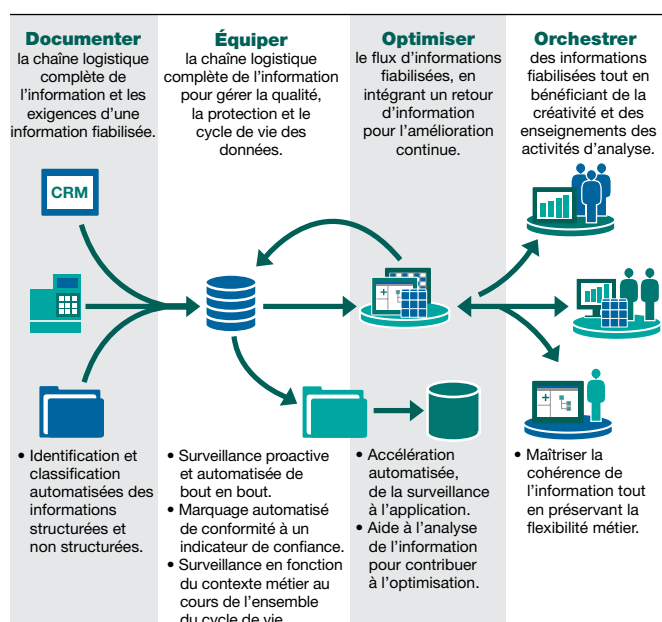 Documenter
la chaîne logistique
complète de
l'information et les
exigences d'une
information fiabilisée.
Équiper
la chaîne logistique
complète de l'information
pour gérer la qualité,
la protection et le
cycle de vie des
données.
Optimiser
le flux d'informations
fiabilisées, en
intégrant un retour
d'information
pour l'amélioration
continue.
Orchestrer
des informations
fiabilisées tout en
bénéficiant de la
créativité et des
enseignements des
activités d'analyse.
CRM
• Identification et
classification
automatisées des
informations
structurées et
non structurées.
• Surveillance proactive
et automatisée de
bout en bout.
• Marquage automatisé
de conformité à un
indicateur de confiance.
• Surveillance en fonction
du contexte métier au
cours de l'ensemble
du cycle de vie
• Accélération
automatisée,
de la surveillance
à l'application.
• Aide à l'analyse
de l'information
pour contribuer
à l'optimisation.
• Maîtriser la
cohérence de
l'information tout
en préservant la
flexibilité métier.